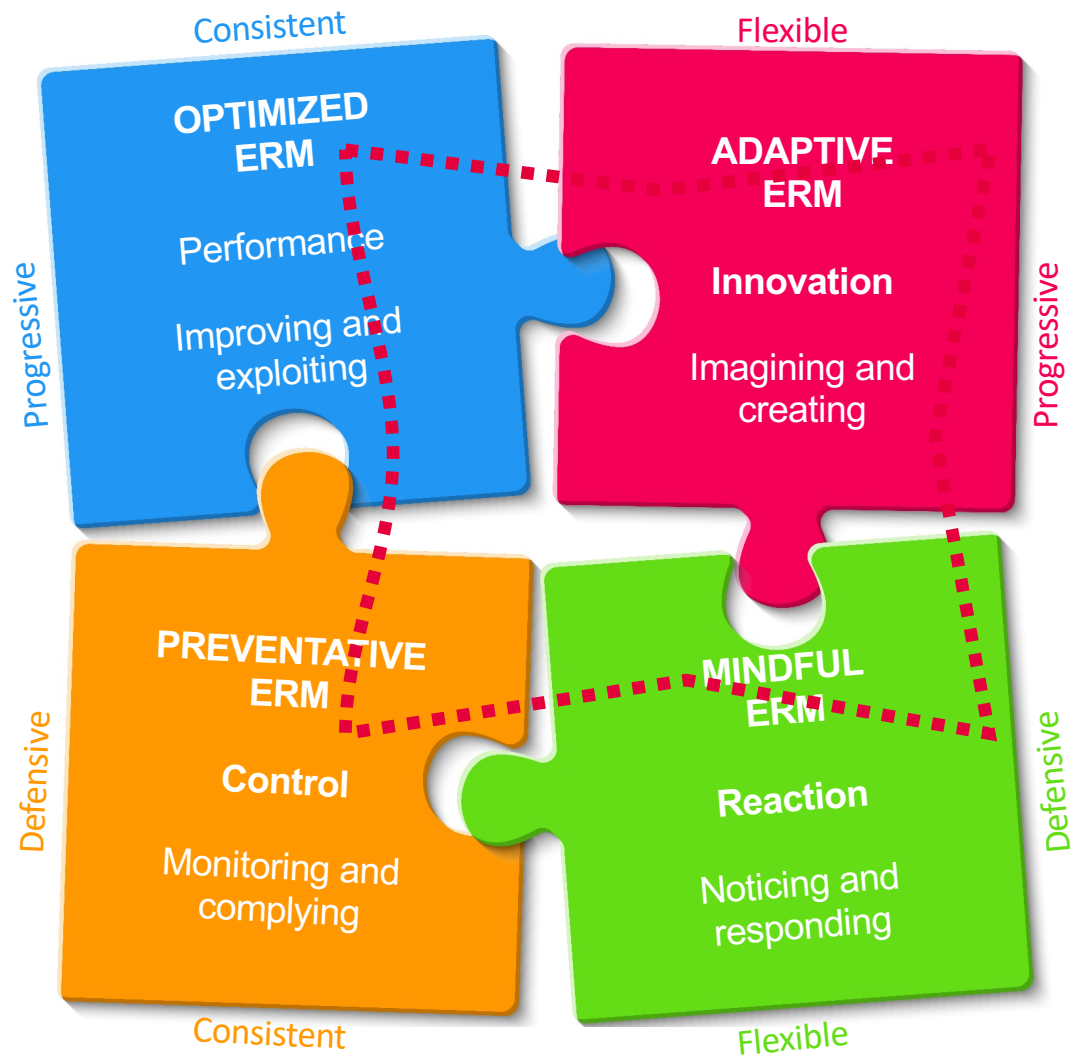 Consistent
Flexible
OPTIMIZED
ERM
Performance
Improving and
exploiting
Progressive
ADAPTIVE
ERM
Innovation
Imagining and
creating
Progressive
PREVENTATIVE
ERM
Control
Monitoring and
complying
Defensive
MINDFUL
ERM
Reaction
Noticing and
responding
Defensive
Consistent
Flexible